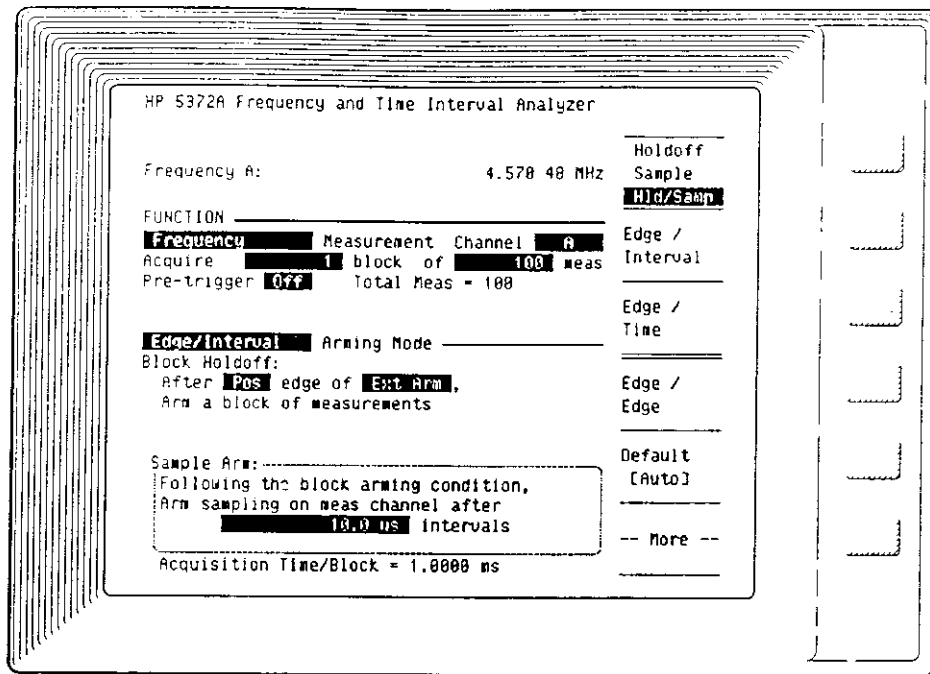 HP 5372A Frequency and Time Interval Analyzer
Frequency A: 4.570 40 MHz
FUNCTION
Frequency Measurement Channel A
Acquire 1 block of 100 meas
Pre-trigger Off Total Meas = 100
Edge/Interval Arming Mode
Block Holdoff:
After Pos edge of Ext Arm,
Arm a block of measurements
Sample Arm:
Following the block arming condition,
Arm sampling on meas channel after
10.0 us intervals
Acquisition Time/Block = 1.0000 ms
Holdoff
Sample
Hld/Samp
Edge /
Interval
Edge /
Time
Edge /
Edge
Default
[Auto]
-- More --